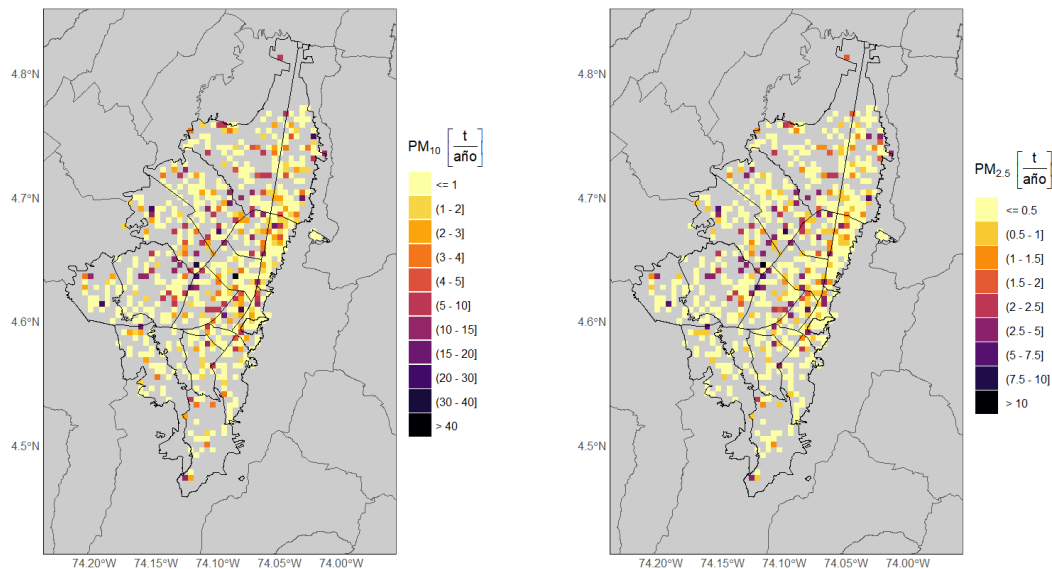 4.8°N
4.7°N
4.6°N
4.5°N
74.20°W 74.15°W 74.10°W 74.05°W 74.00°W
PM10 [t/año]
<= 1
(1 - 2]
(2 - 3]
(3 - 4]
(4 - 5]
(5 - 10]
(10 - 15]
(15 - 20]
(20 - 30]
(30 - 40]
> 40
4.8°N
4.7°N
4.6°N
4.5°N
74.20°W 74.15°W 74.10°W 74.05°W 74.00°W
PM2.5 [t/año]
<= 0.5
(0.5 - 1]
(1 - 1.5]
(1.5 - 2]
(2 - 2.5]
(2.5 - 5]
(5 - 7.5]
(7.5 - 10]
> 10